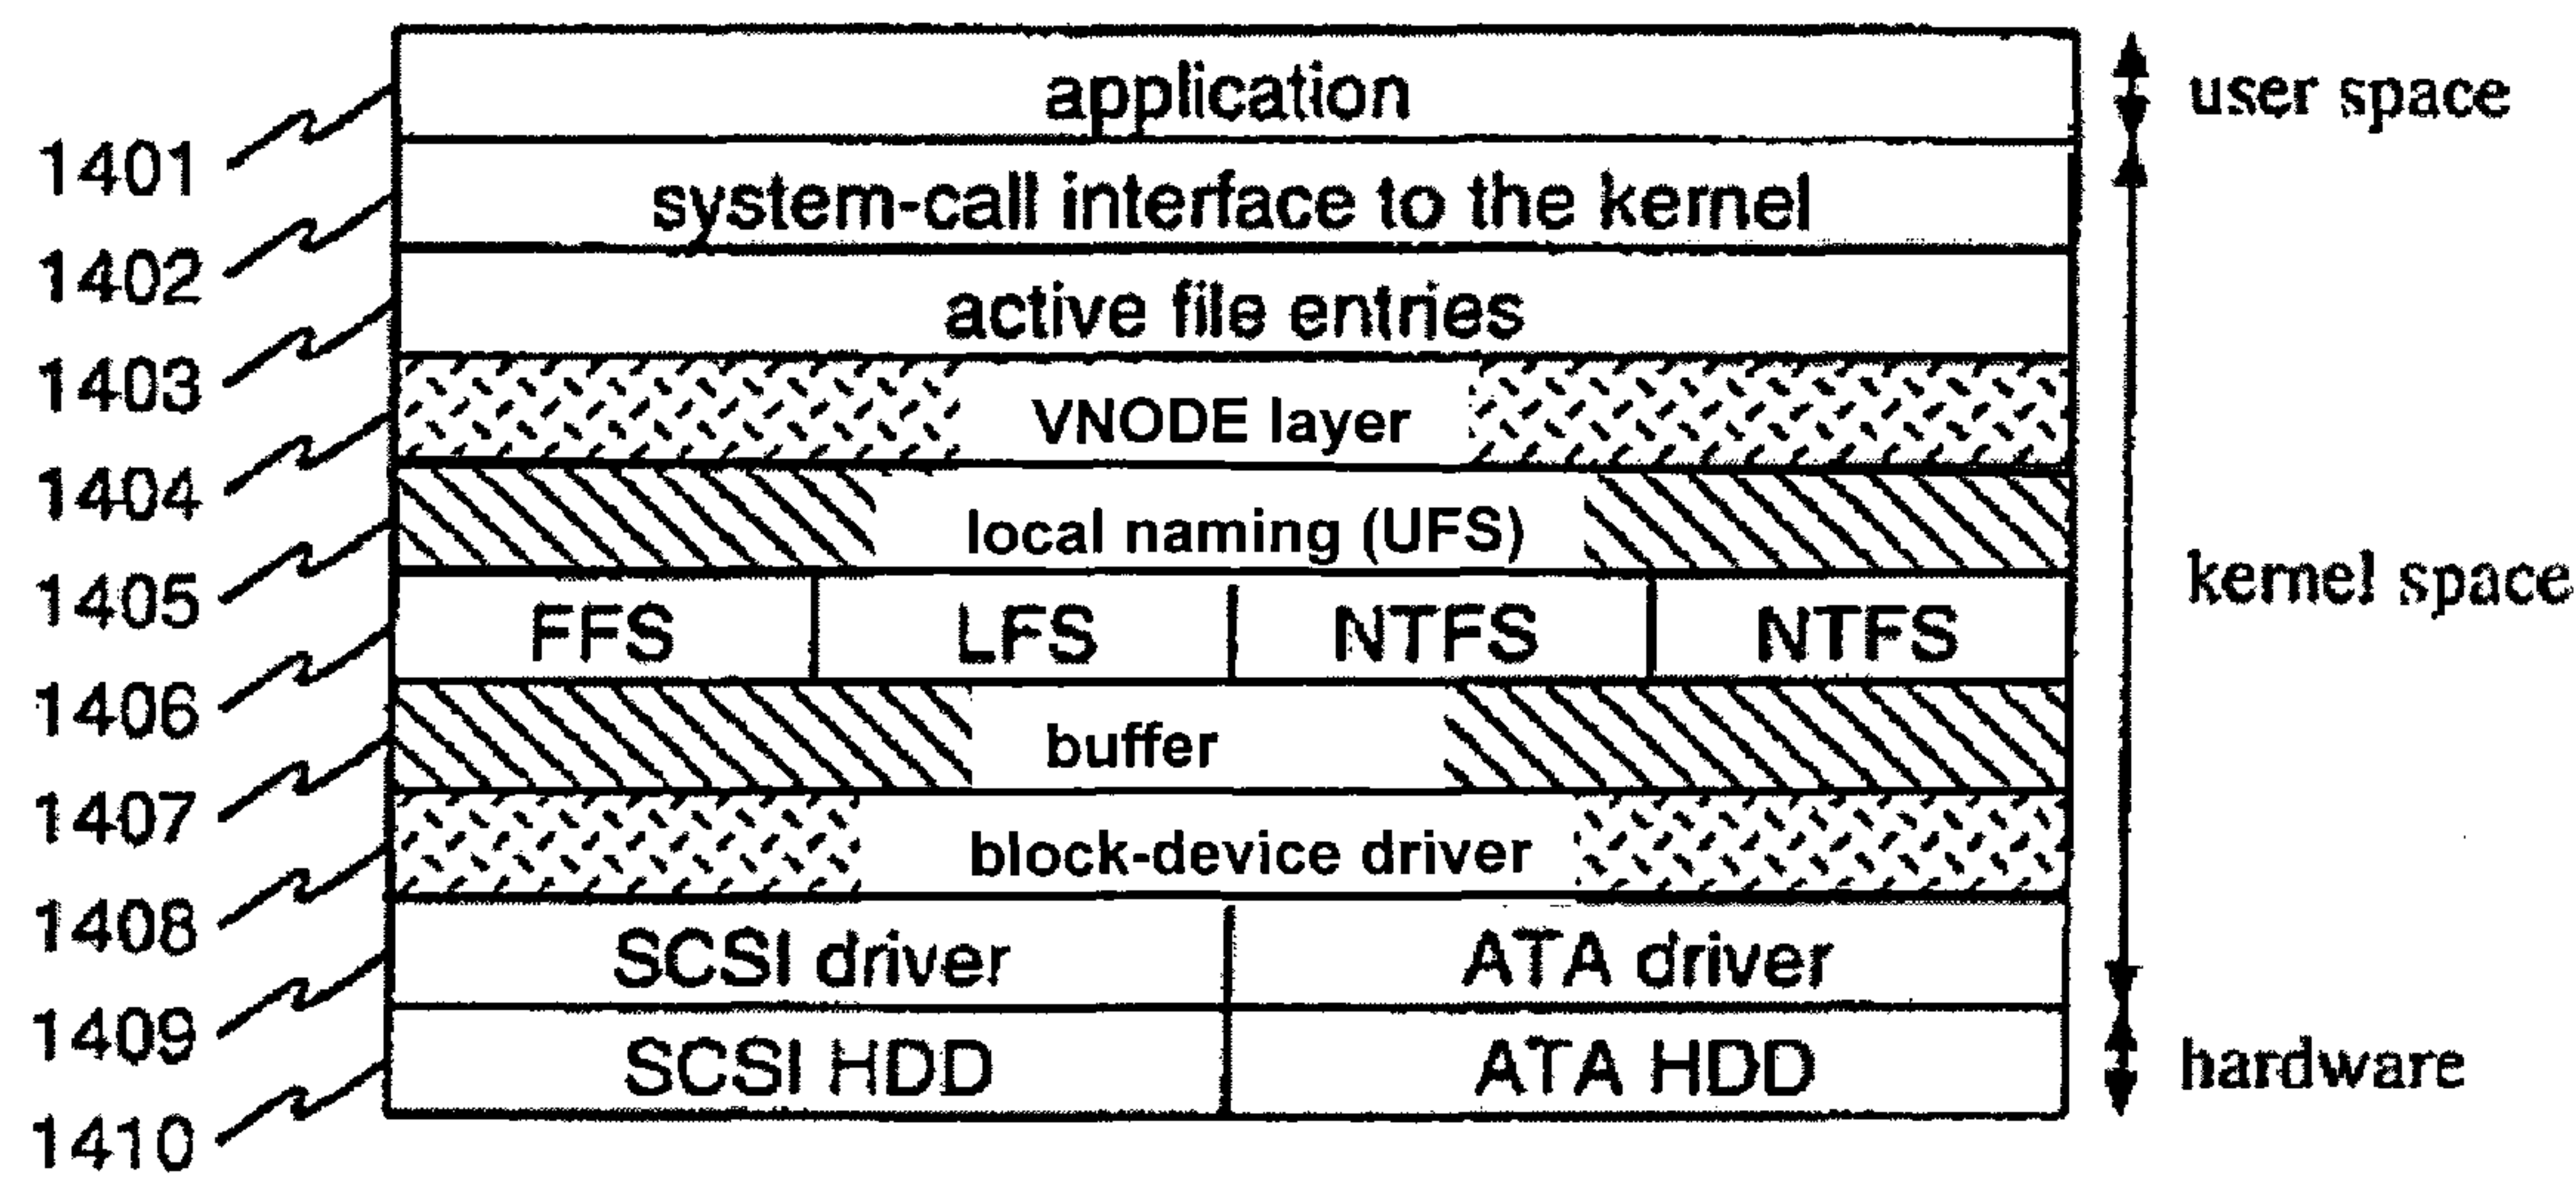 application
user space
1401
system-call interface to the kernel
1402
active file entries
1403
VNODE layer
1404
local naming (UFS)
1405
FFS LFS NTFS NTFS
kernel space
1406
buffer
1407
block-device driver
1408
SCSI driver ATA driver
1409
SCSI HDD ATA HDD
hardware
1410